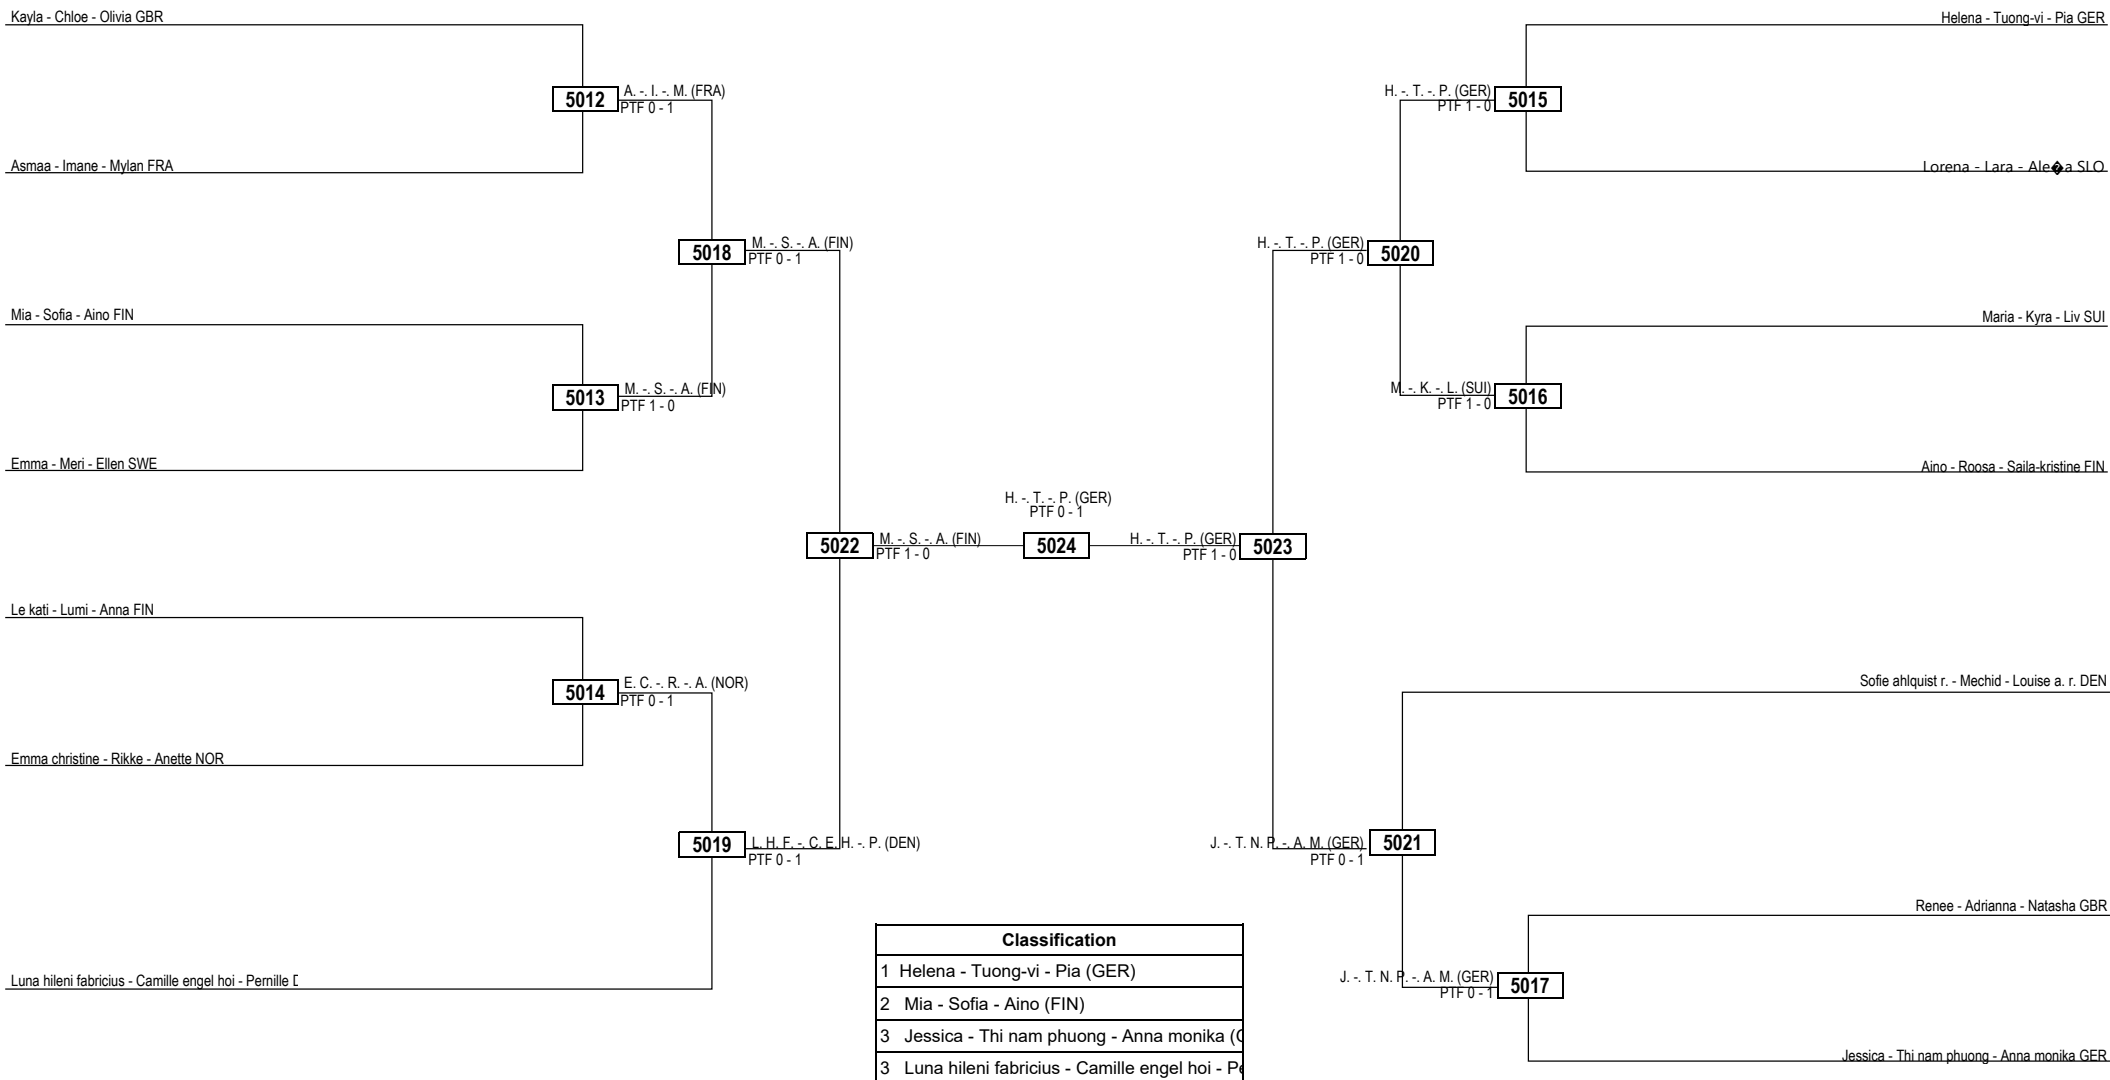 Kayla - Chloe - Olivia GBR
Helena - Tuong-vi - Pia GER
5012
A. -. I. -. M. (FRA)
PTF 0 - 1
H. -. T. -. P. (GER)
PTF 1 - 0
5015
Asmaa - Imane - Mylan FRA
Lorena - Lara - Ale�a SLO
5018
M. -. S. -. A. (FIN)
PTF 0 - 1
H. -. T. -. P. (GER)
PTF 1 - 0
5020
Mia - Sofia - Aino FIN
Maria - Kyra - Liv SUI
5013
M. -. S. -. A. (FIN)
PTF 1 - 0
M. -. K. -. L. (SUI)
PTF 1 - 0
5016
Emma - Meri - Ellen SWE
Aino - Roosa - Saila-kristine FIN
H. -. T. -. P. (GER)
PTF 0 - 1
5022
M. -. S. -. A. (FIN)
PTF 1 - 0
5024
H. -. T. -. P. (GER)
PTF 1 - 0
5023
Le kati - Lumi - Anna FIN
Sofie ahlquist r. - Mechid - Louise a. r. DEN
5014
E. C. -. R. -. A. (NOR)
PTF 0 - 1
Emma christine - Rikke - Anette NOR
5019
L. H. F. -. C. E. H. -. P. (DEN)
PTF 0 - 1
J. -. T. N. P. -. A. M. (GER)
PTF 0 - 1
5021
Renee - Adrianna - Natasha GBR
Luna hileni fabricius - Camille engel hoi - Pernille
J. -. T. N. P. -. A. M. (GER)
PTF 0 - 1
5017
Jessica - Thi nam phuong - Anna monika GER
Classification
1 Helena - Tuong-vi - Pia (GER)
2 Mia - Sofia - Aino (FIN)
3 Jessica - Thi nam phuong - Anna monika (
3 Luna hileni fabricius - Camille engel hoi - Pe